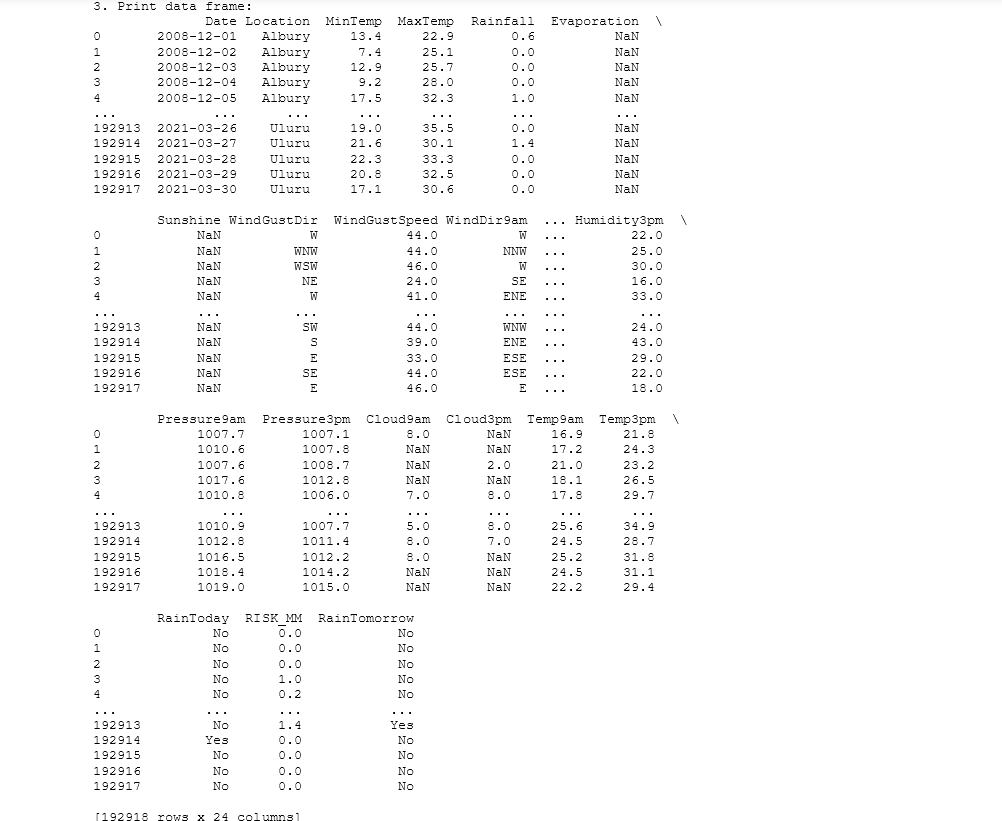 3. Print data frame:
Date Location MinTemp MaxTemp Rainfall Evaporation \
0 2008-12-01 Albury 13.4 22.9 0.6 NaN
1 2008-12-02 Albury 7.4 25.1 0.0 NaN
2 2008-12-03 Albury 12.9 25.7 0.0 NaN
3 2008-12-04 Albury 9.2 28.0 0.0 NaN
4 2008-12-05 Albury 17.5 32.3 1.0 NaN
... ... ... ... ... ... ...
192913 2021-03-26 Uluru 19.0 35.5 0.0 NaN
192914 2021-03-27 Uluru 21.6 30.1 1.4 NaN
192915 2021-03-28 Uluru 22.3 33.3 0.0 NaN
192916 2021-03-29 Uluru 20.8 32.5 0.0 NaN
192917 2021-03-30 Uluru 17.1 30.6 0.0 NaN
Sunshine WindGustDir WindGustSpeed WindDir9am ... Humidity3pm \
0 NaN W 44.0 W ... 22.0
1 NaN WNW 44.0 NNW ... 25.0
2 NaN WSW 46.0 W ... 30.0
3 NaN NE 24.0 SE ... 16.0
4 NaN W 41.0 ENE ... 33.0
... ... ... ... ... ... ...
192913 NaN SW 44.0 WNW ... 24.0
192914 NaN S 39.0 ENE ... 43.0
192915 NaN E 33.0 ESE ... 29.0
192916 NaN SE 44.0 ESE ... 22.0
192917 NaN E 46.0 E ... 18.0
Pressure9am Pressure3pm Cloud9am Cloud3pm Temp9am Temp3pm \
0 1007.7 1007.1 8.0 NaN 16.9 21.8
1 1010.6 1007.8 NaN NaN 17.2 24.3
2 1007.6 1008.7 NaN 2.0 21.0 23.2
3 1017.6 1012.8 NaN NaN 18.1 26.5
4 1010.8 1006.0 7.0 8.0 17.8 29.7
... ... ... ... ... ... ...
192913 1010.9 1007.7 5.0 8.0 25.6 34.9
192914 1012.8 1011.4 8.0 7.0 24.5 28.7
192915 1016.5 1012.2 8.0 NaN 25.2 31.8
192916 1018.4 1014.2 NaN NaN 24.5 31.1
192917 1019.0 1015.0 NaN NaN 22.2 29.4
RainToday RISK_MM RainTomorrow
0 No 0.0 No
1 No 0.0 No
2 No 0.0 No
3 No 1.0 No
4 No 0.2 No
... ... ... ...
192913 No 1.4 Yes
192914 Yes 0.0 No
192915 No 0.0 No
192916 No 0.0 No
192917 No 0.0 No
[192918 rows x 24 columns]